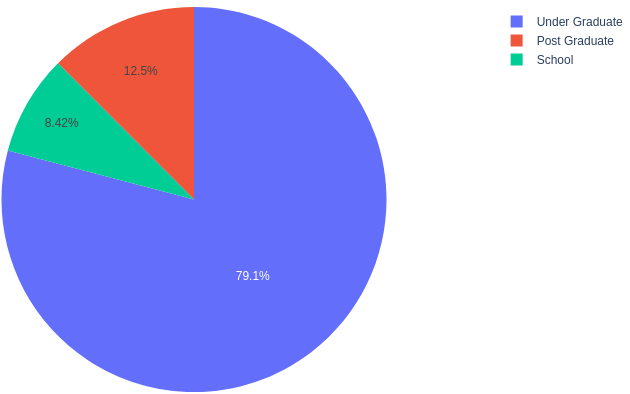 Under Graduate
Post Graduate
School
12.5%
8.42%
79.1%